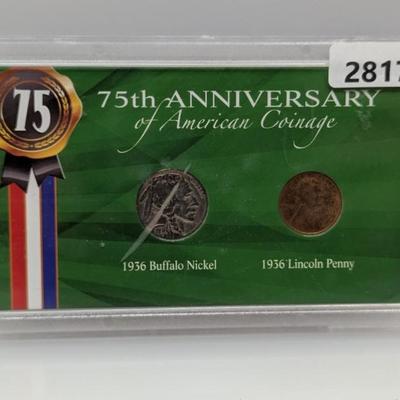 2817
75
75th ANNIVERSARY
of American Coinage
1936 Buffalo Nickel
1936 Lincoln Penny